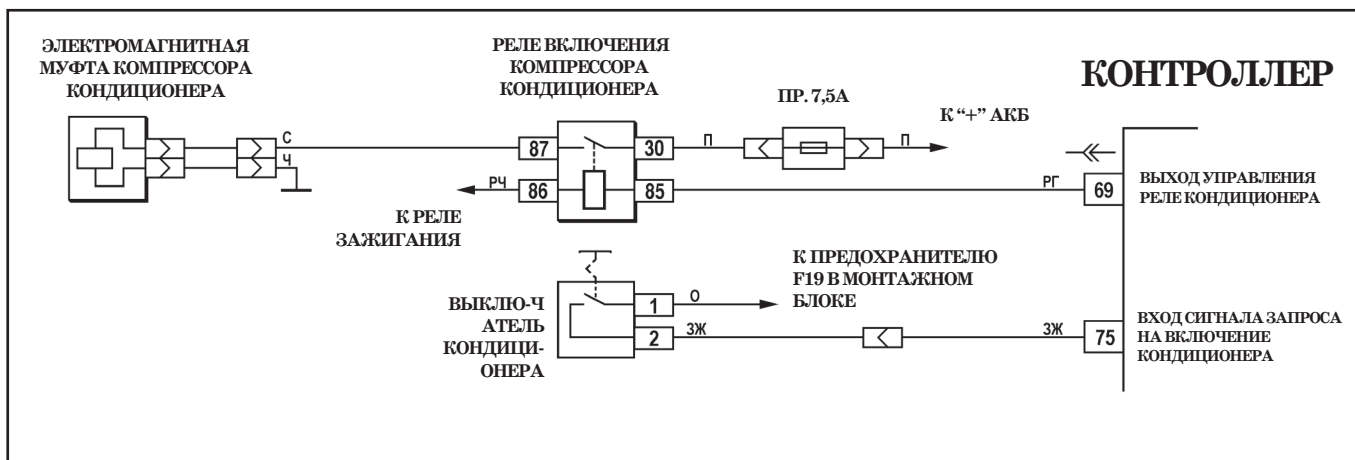 ЭЛЕКТРОМАГНИТНАЯ
МУФТА КОМПРЕССОРА
КОНДИЦИОНЕРА
РЕЛЕ ВКЛЮЧЕНИЯ
КОМПРЕССОРА
КОНДИЦИОНЕРА
ПР. 7,5А
К “+” АКБ
КОНТРОЛЛЕР
С
Ч
87
30
П
П
РЧ
86
85
РГ
69
ВЫХОД УПРАВЛЕНИЯ
РЕЛЕ КОНДИЦИОНЕРА
К РЕЛЕ
ЗАЖИГАНИЯ
К ПРЕДОХРАНИТЕЛЮ
F19 В МОНТАЖНОМ
БЛОКЕ
ВЫКЛЮ-Ч
АТЕЛЬ
КОНДИЦИ-
ОНЕРА
1
О
2
ЗЖ
ЗЖ
75
ВХОД СИГНАЛА ЗАПРОСА
НА ВКЛЮЧЕНИЕ
КОНДИЦИОНЕРА